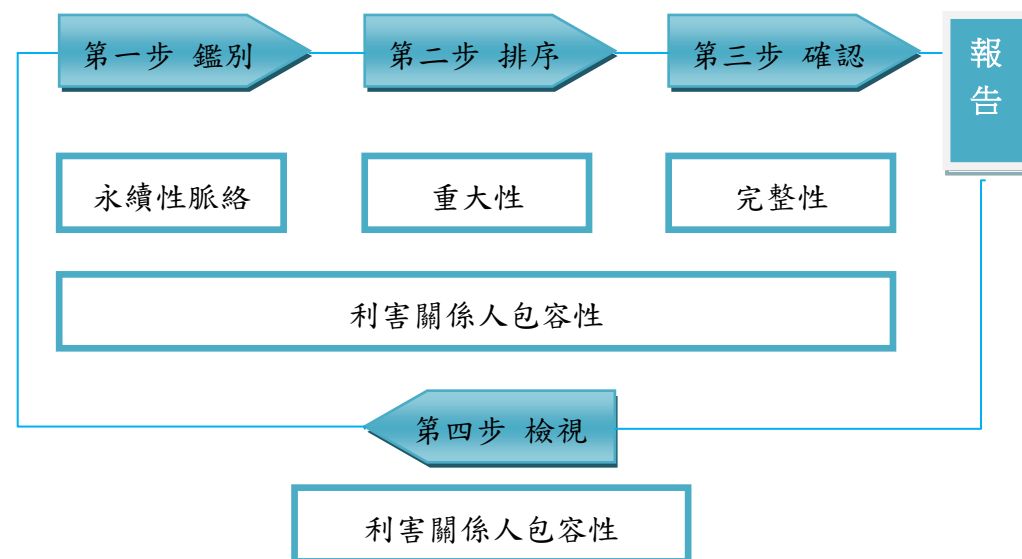 第一步 鑑別
第二步 排序
第三步 確認
報告
永續性脈絡
重大性
完整性
利害關係人包容性
第四步 檢視
利害關係人包容性